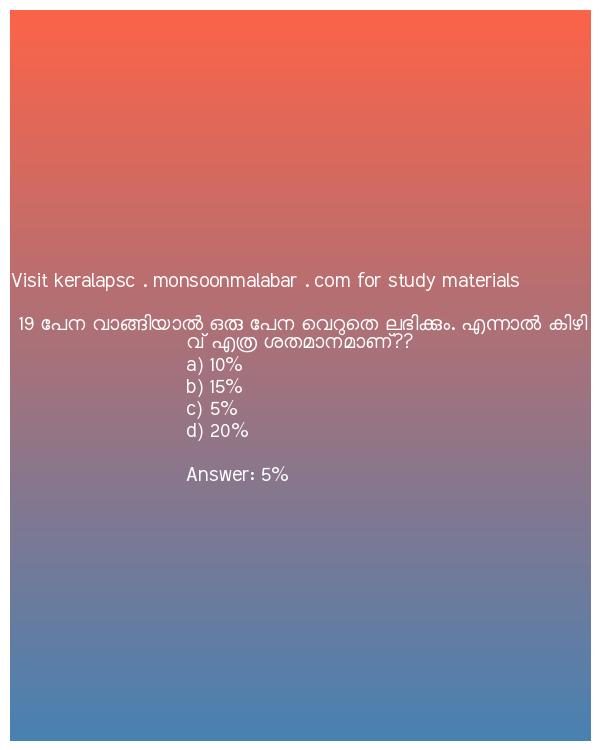 Visit keralapsc . monsoonmalabar . com for study materials
19 പേന വാങ്ങിയാൽ ഒരു പേന വെറുതെ ലഭിക്കും. എന്നാൽ കിഴി
വ് എത്ര ശതമാനമാണ്??
a) 10%
b) 15%
c) 5%
d) 20%
Answer: 5%